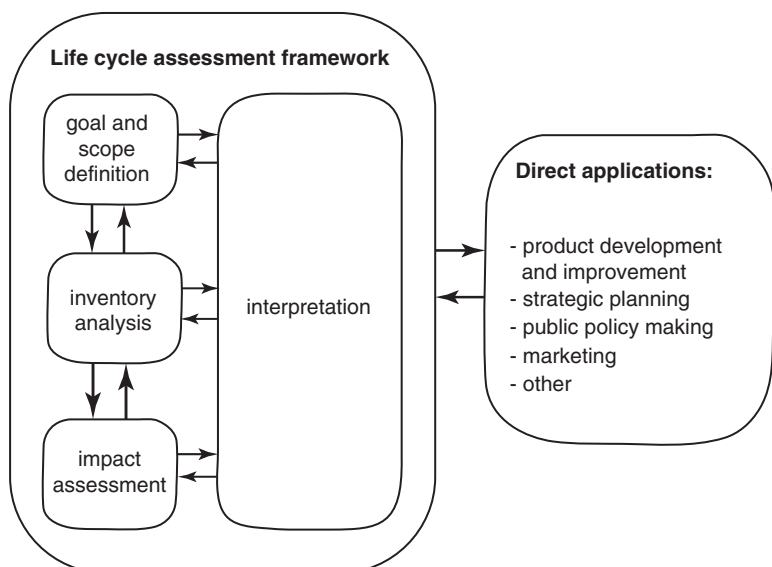 Life cycle assessment framework
goal and
scope
definition
inventory
analysis
impact
assessment
interpretation
Direct applications:
- product development
and improvement
- strategic planning
- public policy making
- marketing
- other